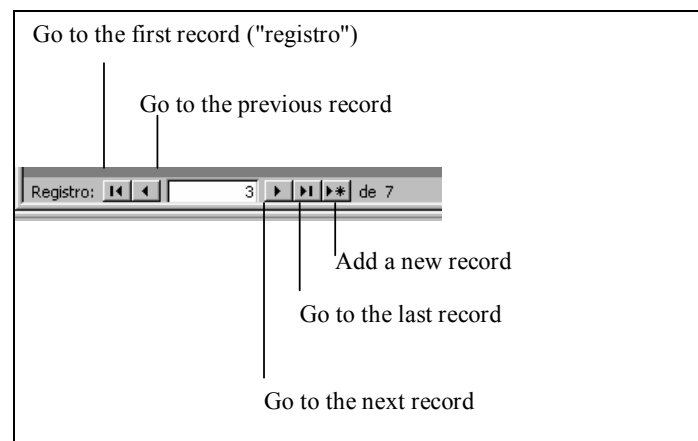 Go to the first record ("registro")
Go to the previous record
Registro: 3 de 7
Add a new record
Go to the last record
Go to the next record